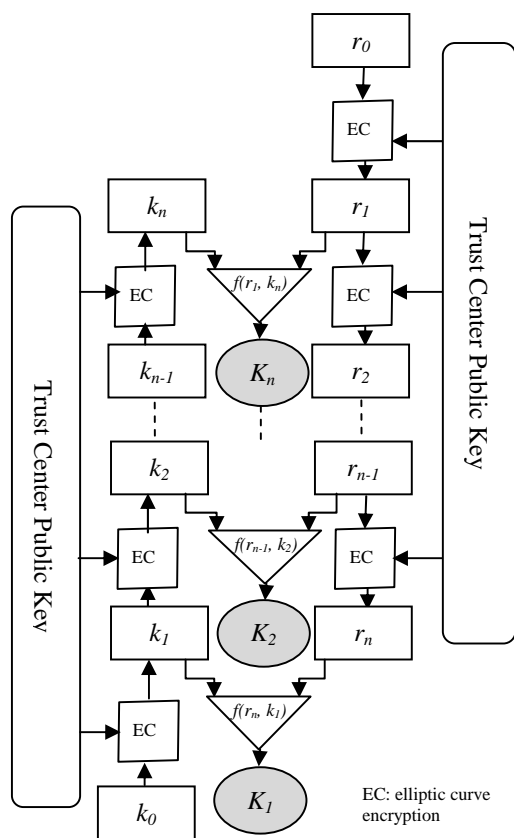 r0
EC
kn
r1
f(r1, kn)
EC
EC
kn-1
Kn
r2
Trust Center Public Key
Trust Center Public Key
k2
rn-1
f(rn-1, k2)
EC
EC
k1
K2
rn
f(rn, k1)
EC
k0
K1
EC: elliptic curve
encryption